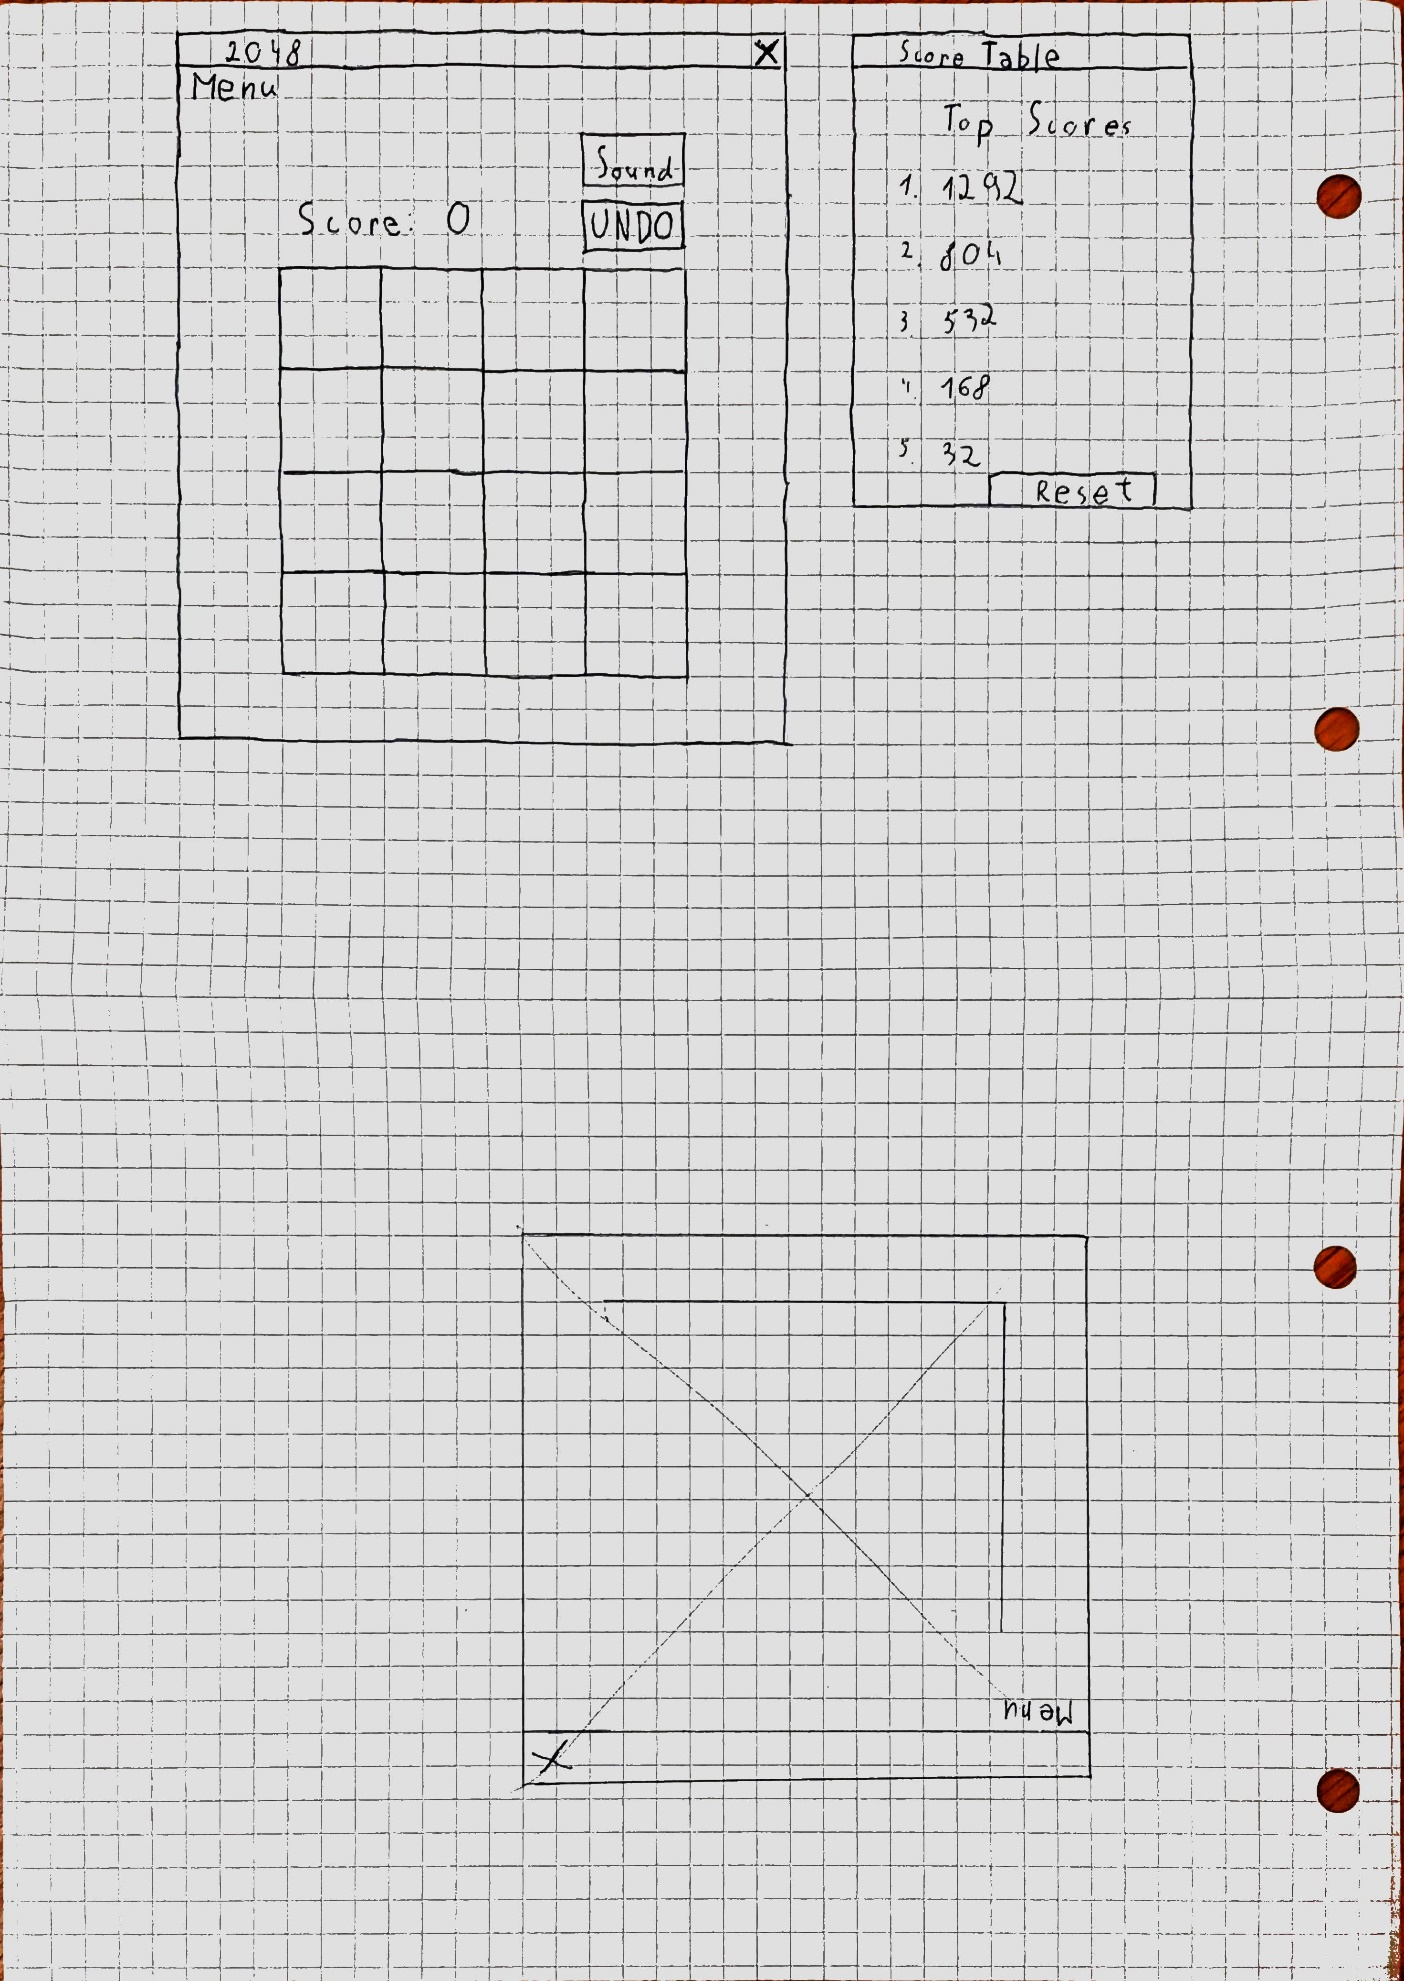 2048 X
Menu
Sound
Score: 0
UNDO
Score Table
Top Scores
1. 1292
2. 804
3. 532
4. 168
5. 32
Reset
Menu
X